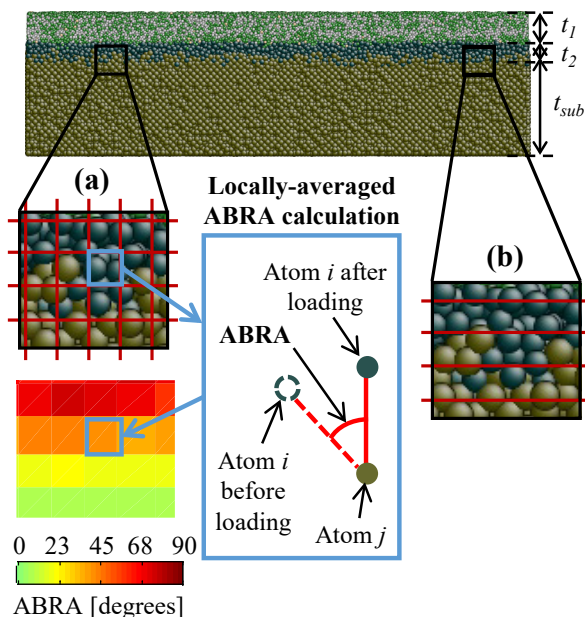 t1
t2
tsub
(a)
Locally-averaged
ABRA calculation
Atom i after
loading
ABRA
Atom i
before
loading
Atom j
(b)
0 23 45 68 90
ABRA [degrees]